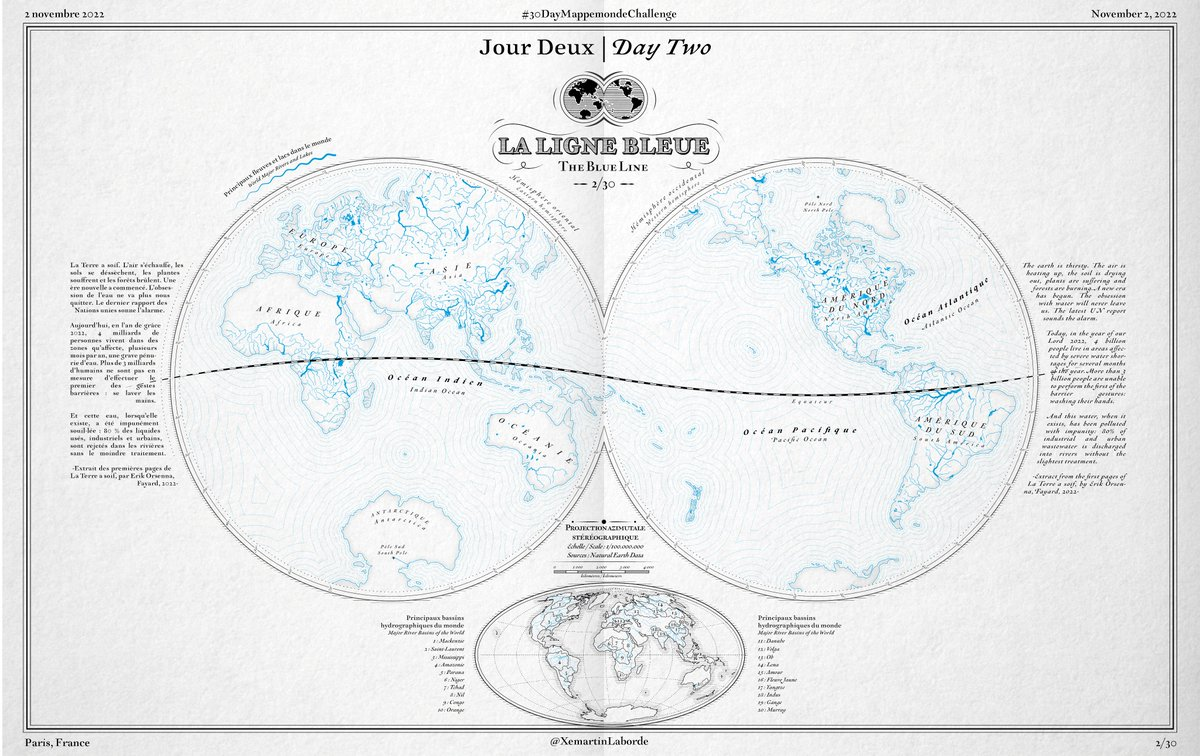 2 novembre 2022
#30DayMappemondeChallenge
November 2, 2022
Jour Deux | Day Two
LA LIGNE BLEUE
THE BLUE LINE
2/30
Principaux fleuves et lacs dans le monde
World Major Rivers and Lakes
Hémisphère oriental
Eastern hemisphere
Hémisphère occidental
Western hemisphere
La Terre a soif. L'air s'échauffe, les
sols se déssèchent, les plantes
souffrent et les forêts brûlent. Une
ère nouvelle a commencé. L'obses-
sion de l'eau ne va plus nous
quitter. Le dernier rapport des
Nations unies sonne l'alarme.
Aujourd'hui, en l'an de grâce
2022, 4 milliards de
personnes vivent dans des
zones qu'affecte, plusieurs
mois par an, une grave pénu-
rie d'eau. Plus de 3 milliards
d'humains ne sont pas en
mesure d'effectuer le
premier des gestes
barrières : se laver les
mains.
Et cette eau, lorsqu'elle
existe, a été impunément
souillée : 80 % des liquides
usés, industriels et urbains,
sont rejetés dans les rivières
sans le moindre traitement.
-Extrait des premières pages de
La Terre a soif, par Erik Orsenna,
Fayard, 2022-
EUROPE
Europe
ASIE
Asia
AFRIQUE
Africa
Océan Indien
Indian Ocean
OCÉANIE
Oceania
ANTARCTIQUE
Antarctica
Pôle Sud
South Pole
Pôle Nord
North Pole
AMÉRIQUE
DU NORD
North America
Océan Atlantique
Atlantic Ocean
Equator
Océan Pacifique
Pacific Ocean
AMÉRIQUE
DU SUD
South America
The earth is thirsty. The air is
heating up, the soil is drying
out, plants are suffering and
forests are burning. A new era
has begun. The obsession
with water will never leave
us. The latest UN report
sounds the alarm.
Today, in the year of our
Lord 2022, 4 billion
people live in areas affec-
ted by severe water shor-
tages for several months
of the year. More than 3
billion people are unable
to perform the first of the
barrier gestures:
washing their hands.
And this water, when it
exists, has been polluted
with impunity: 80% of
industrial and urban
wastewater is discharged
into rivers without the
slightest treatment.
-Extract from the first pages of
La Terre a soif, by Erik Orsen-
na, Fayard, 2022-
PROJECTION AZIMUTALE
STÉRÉOGRAPHIQUE
Échelle / Scale : 1/100.000.000
Sources : Natural Earth Data
0 1 000 2 000 3 000 4 000
kilomètres / kilometers
Principaux bassins
hydrographiques du monde
Major River Basins of the World
1 : Mackenzie
2 : Saint-Laurent
3 : Mississippi
4 : Amazonie
5 : Parana
6 : Niger
7 : Tchad
8 : Nil
9 : Congo
10 : Orange
Principaux bassins
hydrographiques du monde
Major River Basins of the World
11 : Danube
12 : Volga
13 : Ob
14 : Lena
15 : Amour
16 : Fleuve Jaune
17 : Yangtse
18 : Indus
19 : Gange
20 : Murray
Paris, France
@XemartinLaborde
2/30